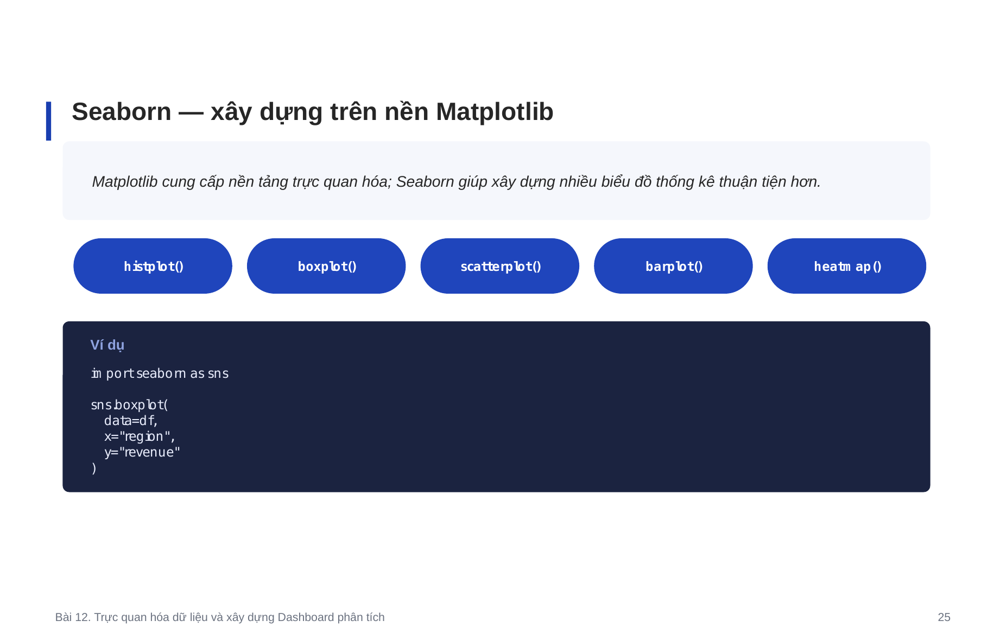 Seaborn — xây dựng trên nền Matplotlib
Matplotlib cung cấp nền tảng trực quan hóa; Seaborn giúp xây dựng nhiều biểu đồ thống kê thuận tiện hơn.
histplot()
boxplot()
scatterplot()
barplot()
heatmap()
Ví dụ
import seaborn as sns
sns.boxplot(
    data=df,
    x="region",
    y="revenue"
)
Bài 12. Trực quan hóa dữ liệu và xây dựng Dashboard phân tích
25